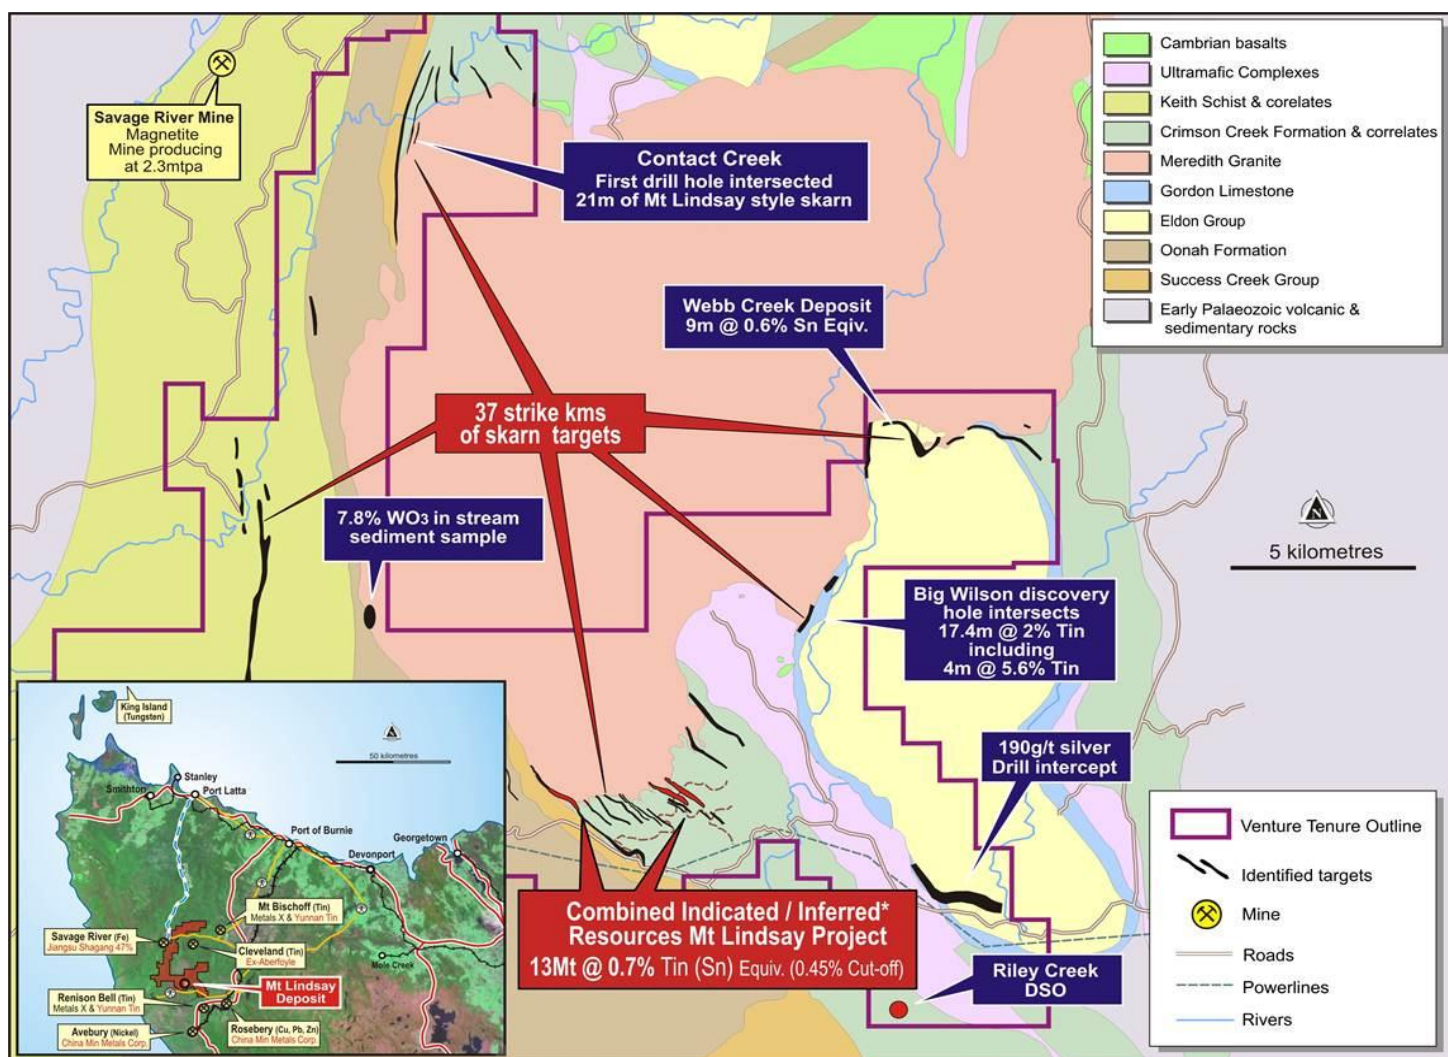 Savage River Mine
Magnetite
Mine producing
at 2.3mtpa
Contact Creek
First drill hole intersected
21m of Mt Lindsay style skarn
Cambrian basalts
Ultramafic Complexes
Keith Schist & corelates
Crimson Creek Formation & correlates
Meredith Granite
Gordon Limestone
Eldon Group
Oonah Formation
Success Creek Group
Early Palaeozoic volcanic &
sedimentary rocks
Webb Creek Deposit
9m @ 0.6% Sn Eqiv.
37 strike kms
of skarn targets
7.8% WO3 in stream
sediment sample
N
5 kilometres
Big Wilson discovery
hole intersects
17.4m @ 2% Tin
including
4m @ 5.6% Tin
190g/t silver
Drill intercept
Combined Indicated / Inferred*
Resources Mt Lindsay Project
13Mt @ 0.7% Tin (Sn) Equiv. (0.45% Cut-off)
Riley Creek
DSO
Venture Tenure Outline
Identified targets
Mine
Roads
Powerlines
Rivers
King Island
(Tungsten)
N
50 kilometres
Stanley
Smithton
Port Latta
Port of Burnie
Georgetown
Devonport
Mt Bischoff (Tin)
Metals X & Yunnan Tin
Savage River (Fe)
Jiangsu Shagang 47%
Cleveland (Tin)
Ex-Aberfoyle
Mole Creek
Mt Lindsay
Deposit
Renison Bell (Tin)
Metals X & Yunnan Tin
Rosebery (Cu, Pb, Zn)
China Min Metals Corp.
Avebury (Nickel)
China Min Metals Corp.